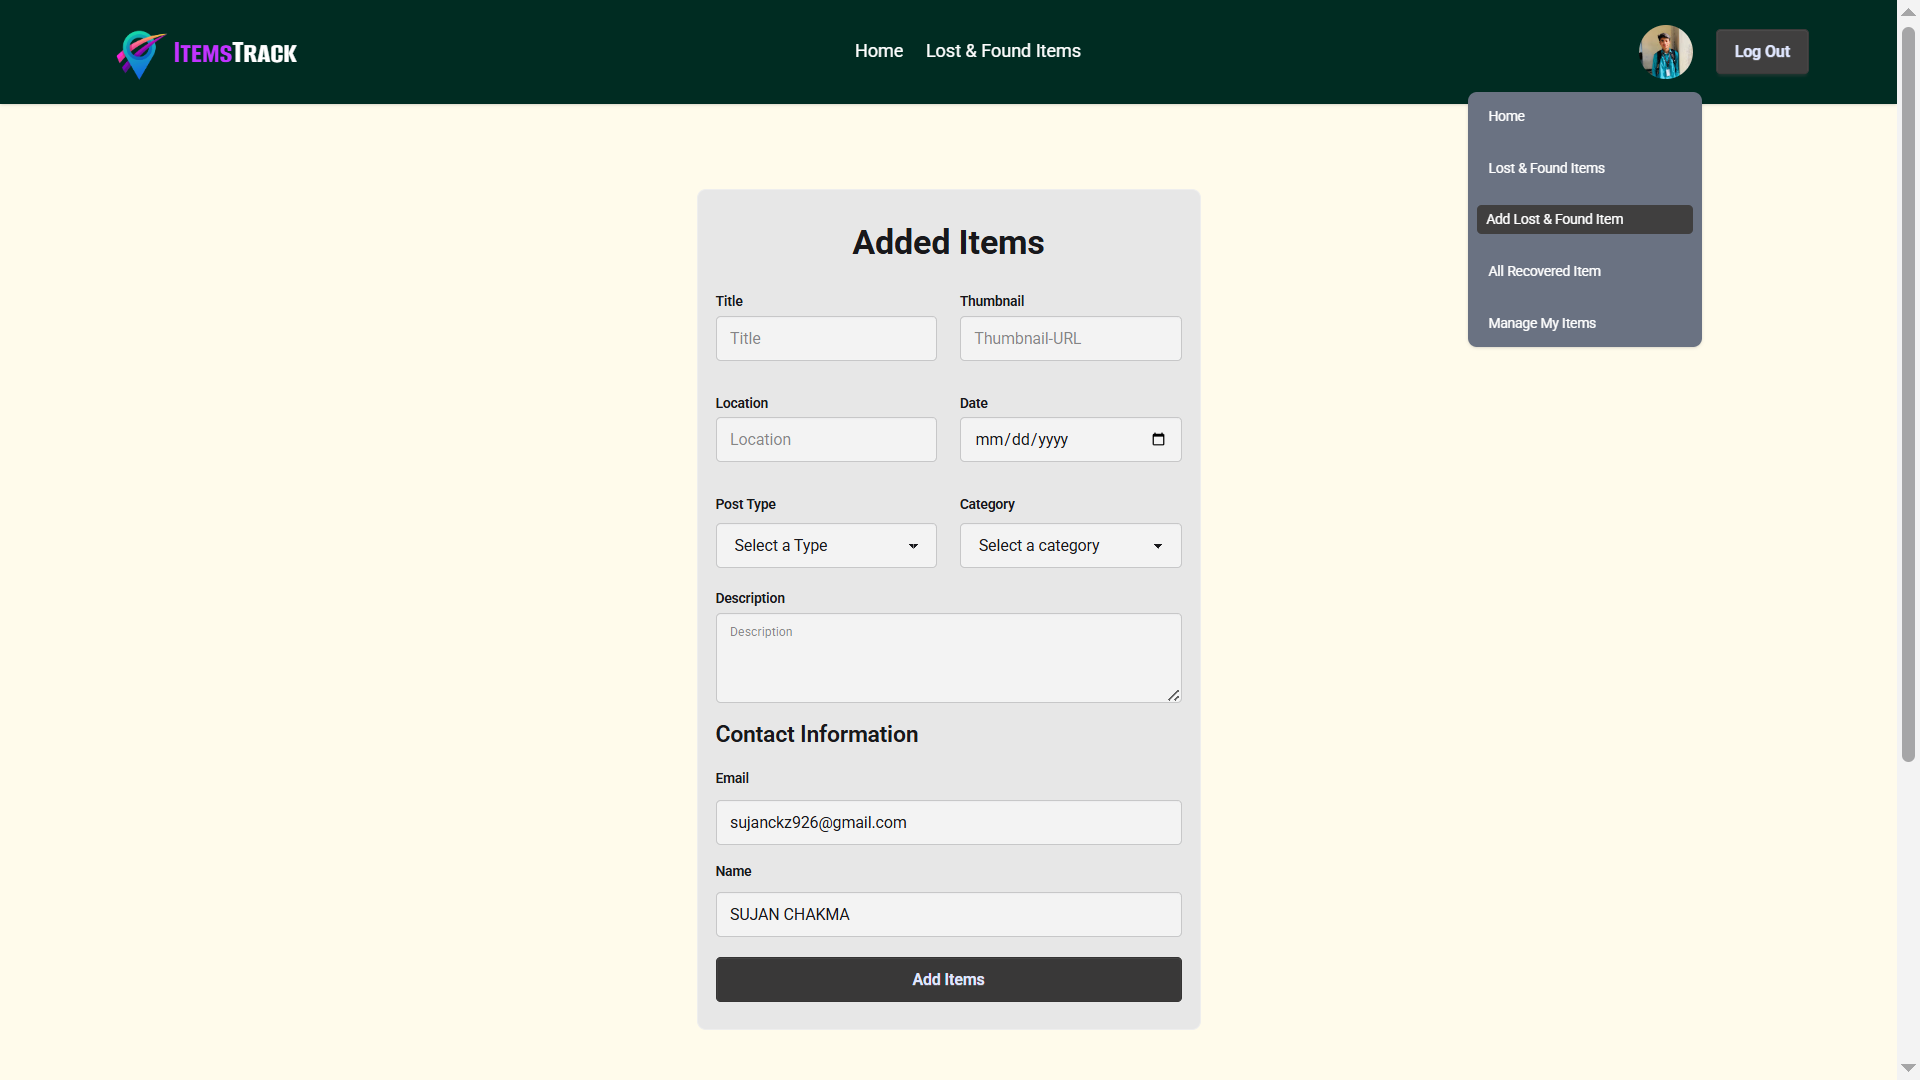 ITEMSTRACK
Home
Lost & Found Items
Log Out
Home
Lost & Found Items
Add Lost & Found Item
All Recovered Item
Manage My Items
Added Items
Title
Thumbnail
Title
Thumbnail-URL
Location
Date
Location
mm/dd/yyyy
Post Type
Category
Select a Type
Select a category
Description
Description
Contact Information
Email
sujanckz926@gmail.com
Name
SUJAN CHAKMA
Add Items